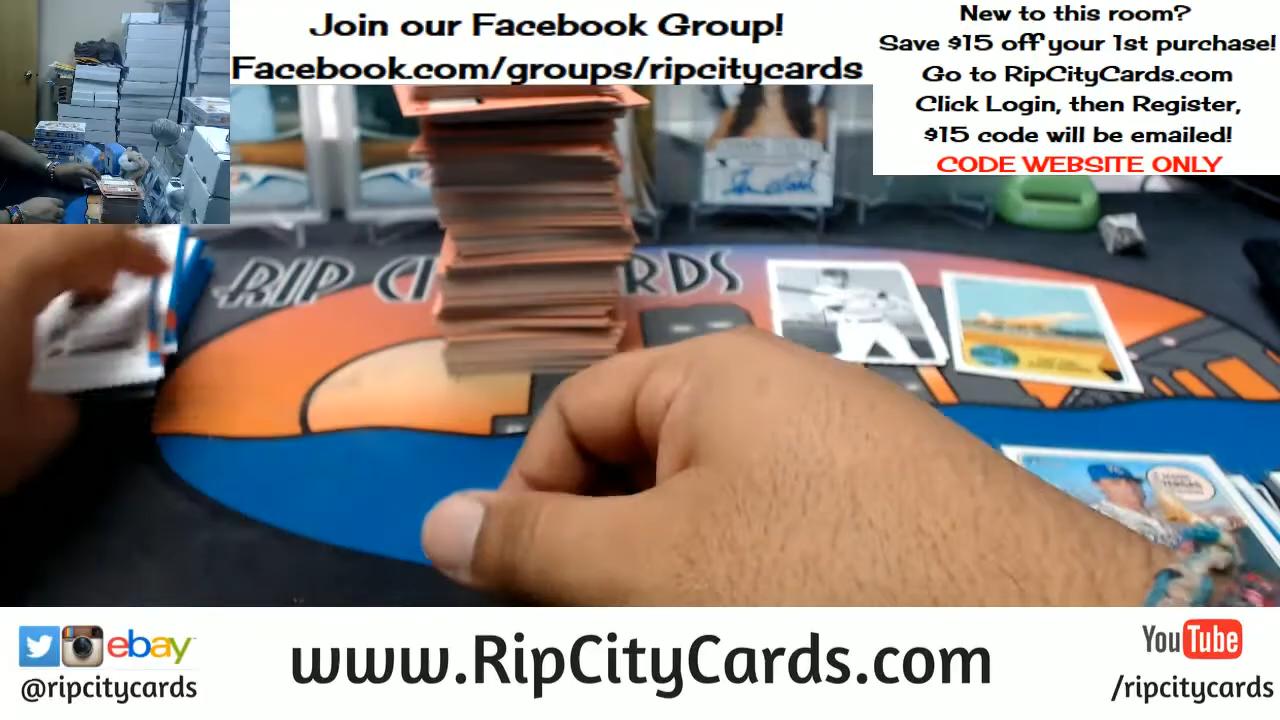 Join our Facebook Group!
Facebook.com/groups/ripcitycards
New to this room?
Save $15 off your 1st purchase!
Go to RipCityCards.com
Click Login, then Register,
$15 code will be emailed!
CODE WEBSITE ONLY
RIP CI RDS
VARGAS
ebay
@ripcitycards
www.RipCityCards.com
YouTube
/ripcitycards